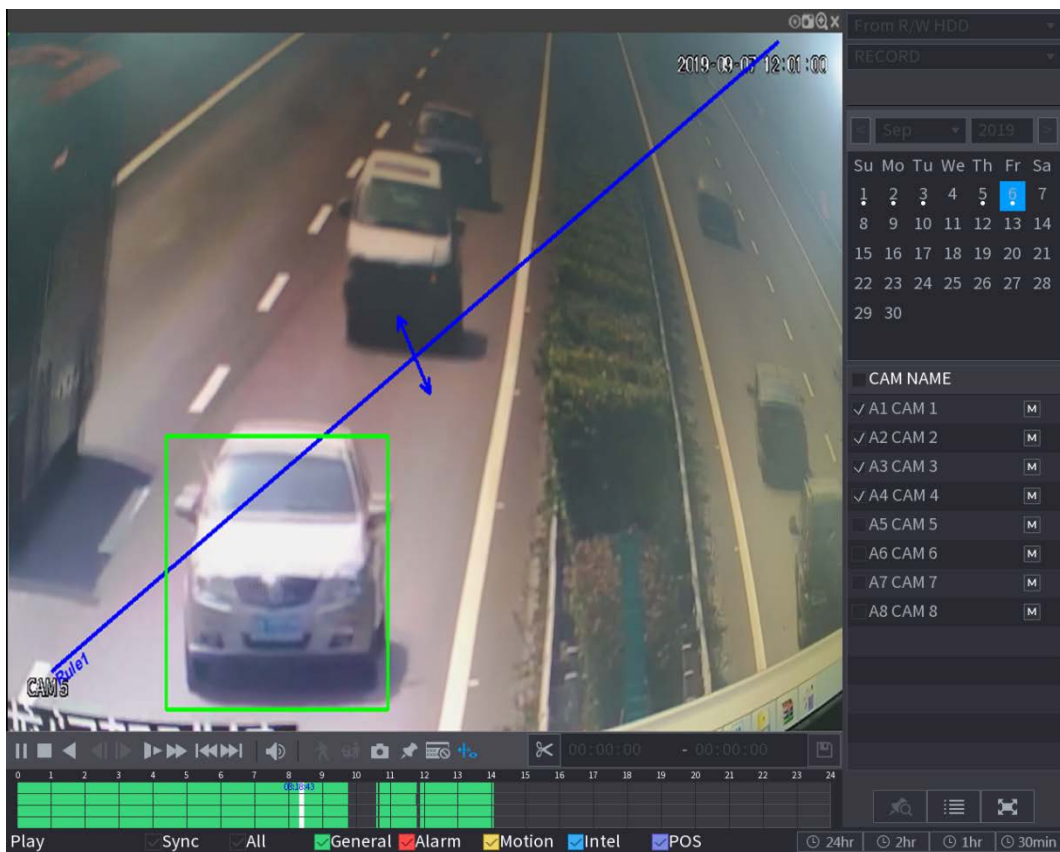 From R/W HDD
2019-09-07 12:01:00
RECORD
< Sep 2019 >
Su Mo Tu We Th Fr Sa
1 2 3 4 5 6 7
8 9 10 11 12 13 14
15 16 17 18 19 20 21
22 23 24 25 26 27 28
29 30
CAM NAME
A1 CAM 1 M
A2 CAM 2 M
A3 CAM 3 M
A4 CAM 4 M
A5 CAM 5 M
A6 CAM 6 M
A7 CAM 7 M
A8 CAM 8 M
Rule1
CAM 5
00:00:00 - 00:00:00
0 1 2 3 4 5 6 7 8 9 10 11 12 13 14 15 16 17 18 19 20 21 22 23 24
08:18:43
Play Sync All General Alarm Motion Intel POS 24hr 2hr 1hr 30min